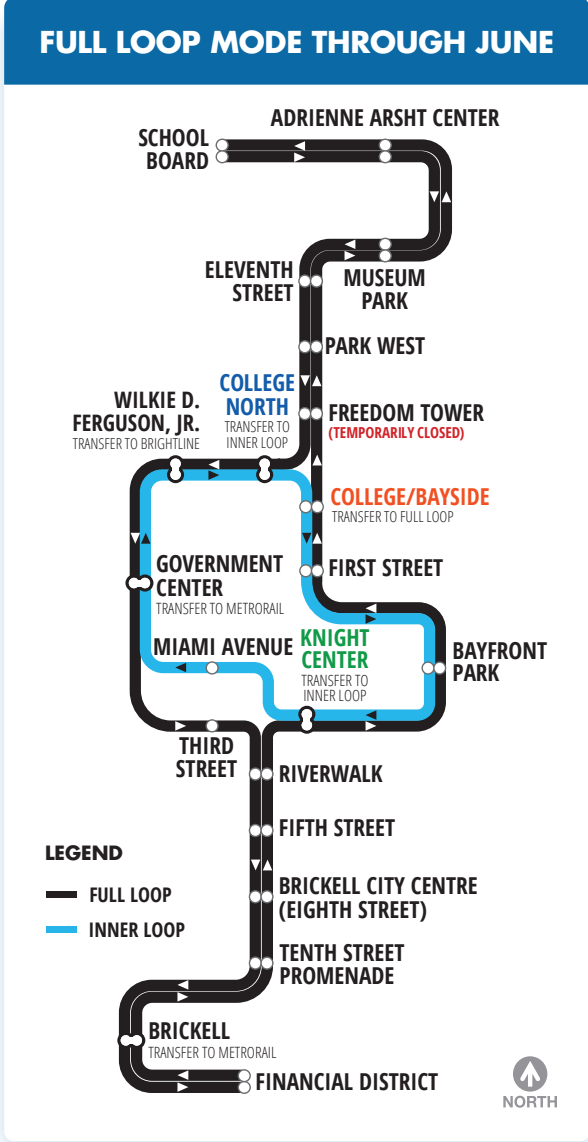 FULL LOOP MODE THROUGH JUNE
ADRIENNE ARSHT CENTER
SCHOOL
BOARD
ELEVENTH
STREET
MUSEUM
PARK
PARK WEST
COLLEGE
NORTH
TRANSFER TO
INNER LOOP
WILKIE D.
FERGUSON, JR.
TRANSFER TO BRIGHTLINE
FREEDOM TOWER
(TEMPORARILY CLOSED)
COLLEGE/BAYSIDE
TRANSFER TO FULL LOOP
GOVERNMENT
CENTER
TRANSFER TO METRORAIL
FIRST STREET
MIAMI AVENUE
KNIGHT
CENTER
TRANSFER TO
INNER LOOP
BAYFRONT
PARK
THIRD
STREET
RIVERWALK
FIFTH STREET
LEGEND
FULL LOOP
INNER LOOP
BRICKELL CITY CENTRE
(EIGHTH STREET)
TENTH STREET
PROMENADE
BRICKELL
TRANSFER TO METRORAIL
FINANCIAL DISTRICT
NORTH